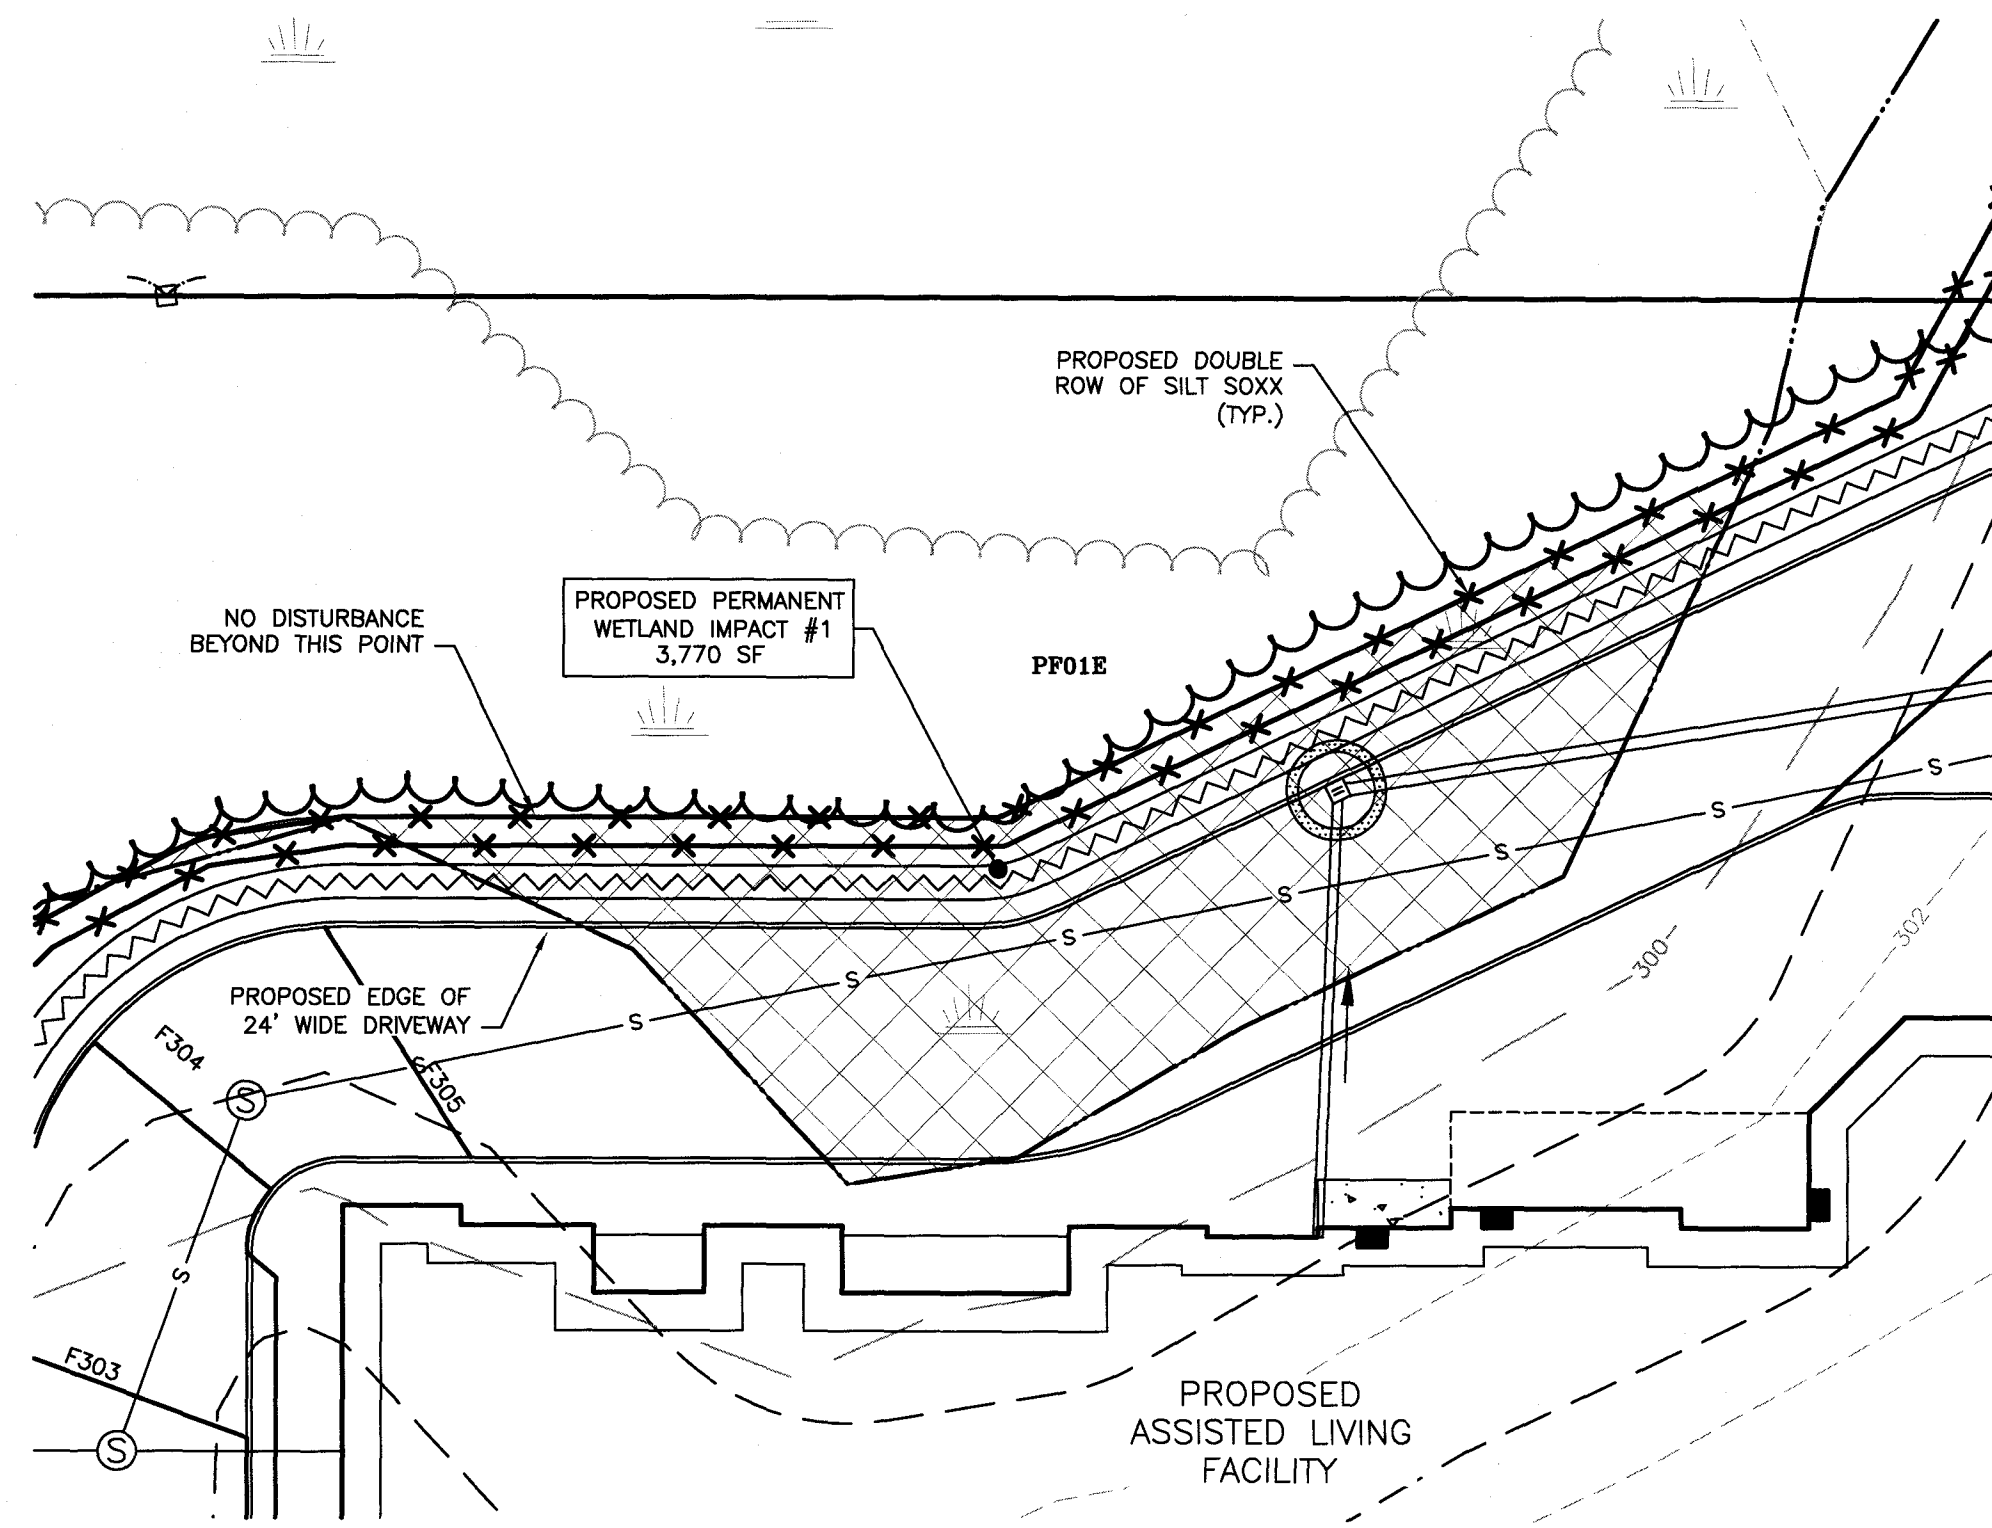 PROPOSED DOUBLE
ROW OF SILT SOXX
(TYP.)
NO DISTURBANCE
BEYOND THIS POINT
PROPOSED PERMANENT
WETLAND IMPACT #1
3,770 SF
PF01E
S
S
S
S
S
S
S
S
PROPOSED EDGE OF
24' WIDE DRIVEWAY
300
302
F304
F305
S
S
F303
S
PROPOSED
ASSISTED LIVING
FACILITY